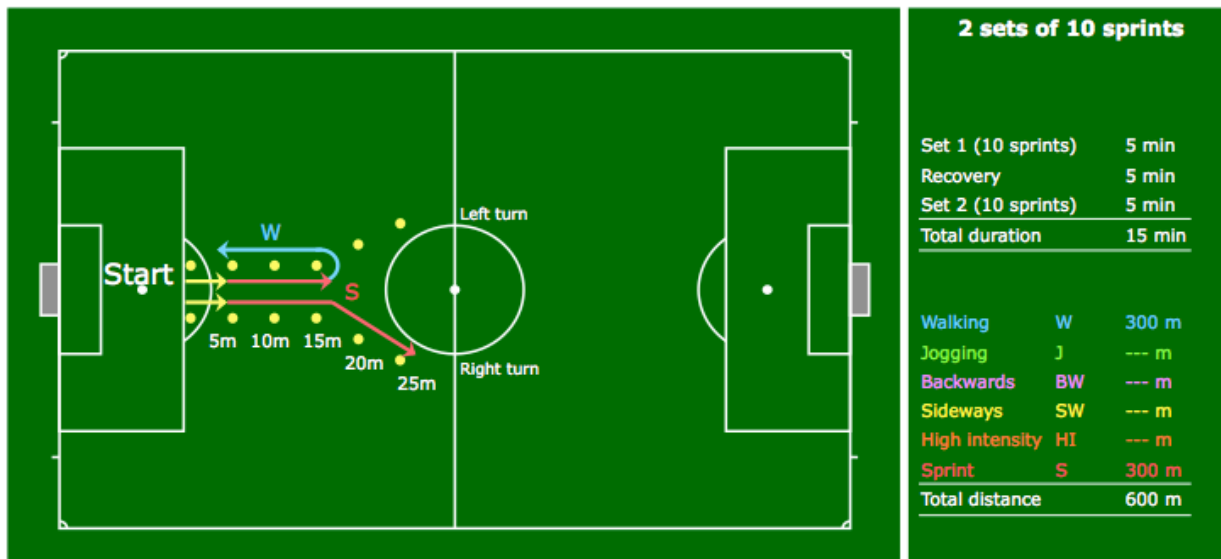 2 sets of 10 sprints
Set 1 (10 sprints) 5 min
Recovery 5 min
Set 2 (10 sprints) 5 min
Total duration 15 min
Left turn
W
Start
S
5m 10m 15m
20m
25m
Right turn
Walking W 300 m
Jogging J --- m
Backwards BW --- m
Sideways SW --- m
High intensity HI --- m
Sprint S 300 m
Total distance 600 m